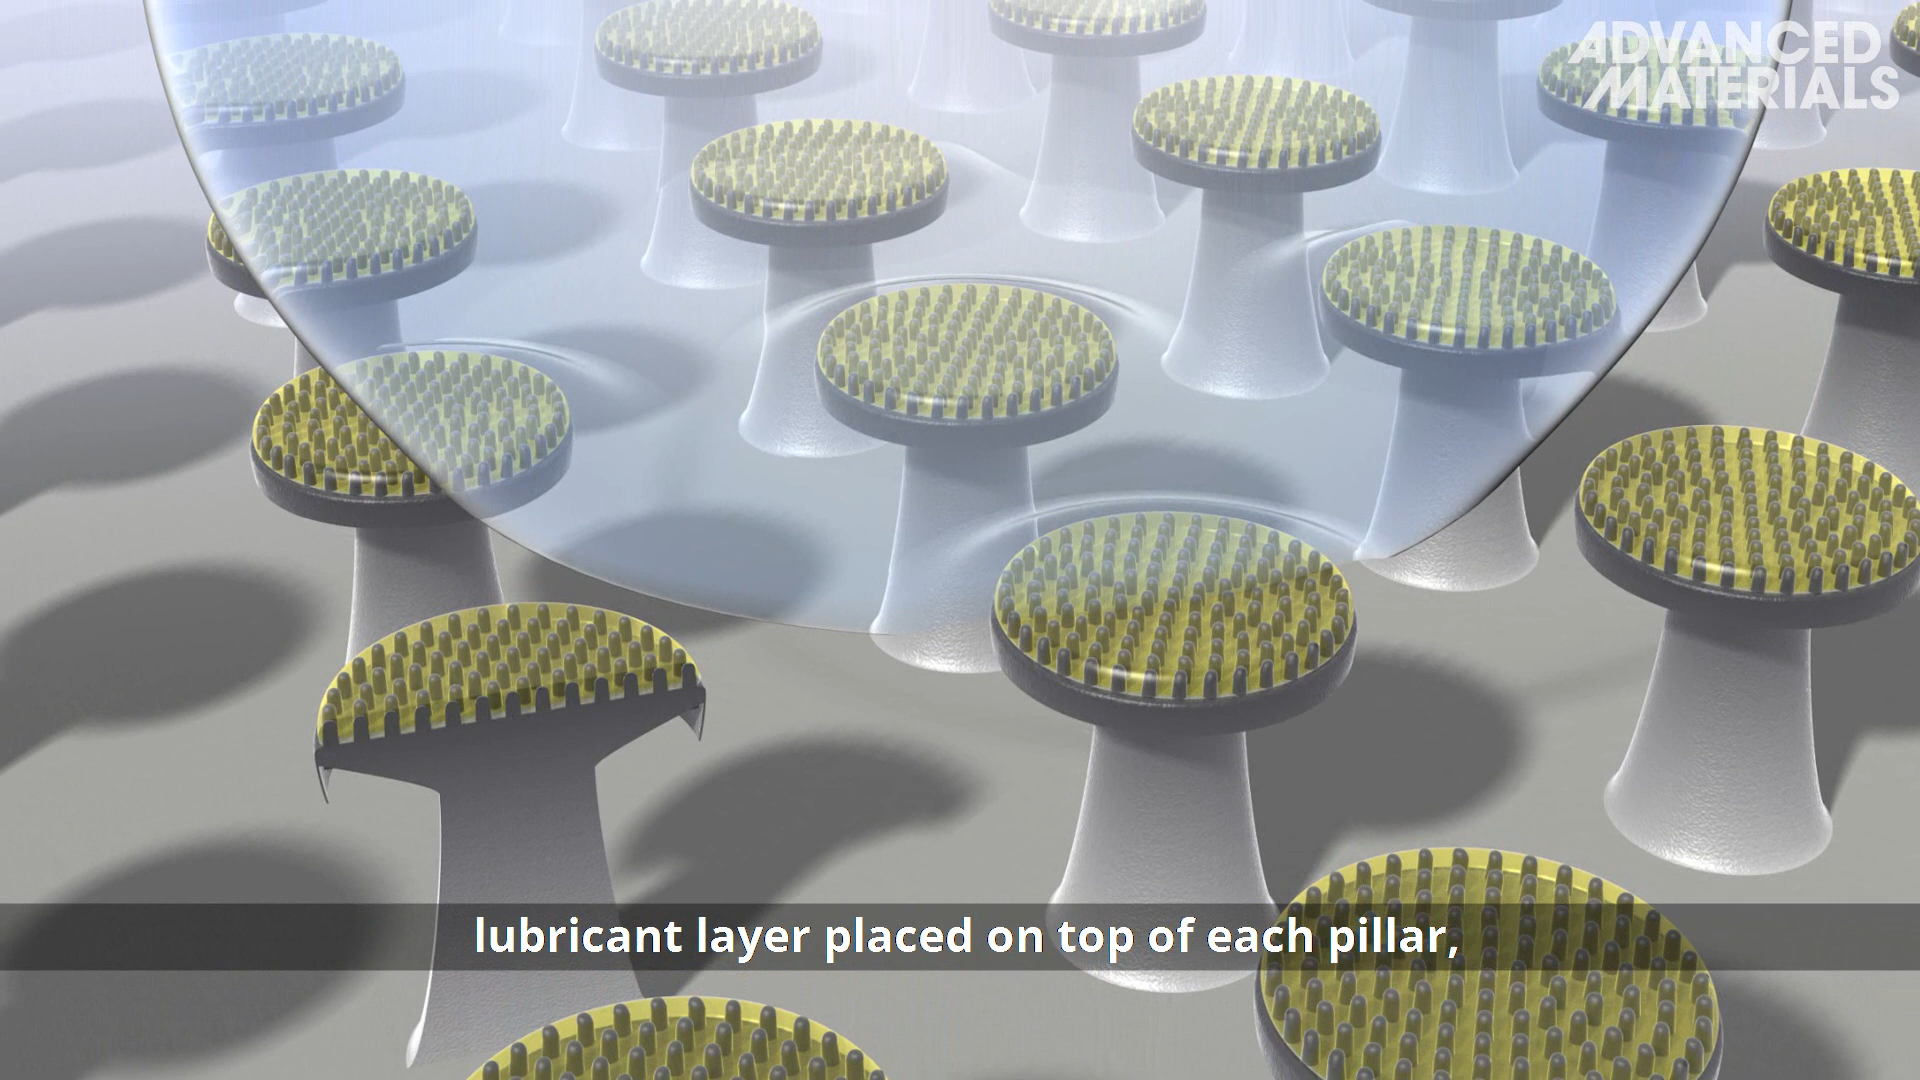 ADVANCED
MATERIALS
lubricant layer placed on top of each pillar,